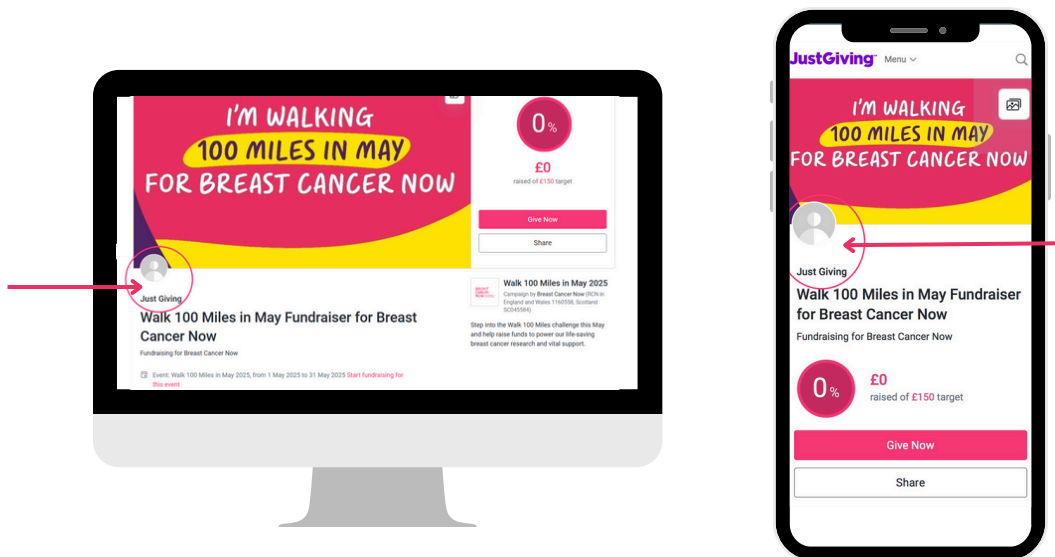 I'M WALKING
100 MILES IN MAY
FOR BREAST CANCER NOW
0%
£0
raised of £150 target
Give Now
Share
Just Giving
Walk 100 Miles in May Fundraiser for Breast
Cancer Now
Fundraising for Breast Cancer Now
Event: Walk 100 Miles in May 2025, from 1 May 2025 to 31 May 2025 Start fundraising for
this event
BREAST
CANCER
NOW
Walk 100 Miles in May 2025
Campaign by Breast Cancer Now (RCN in
England and Wales 1160558, Scotland
SC045584)
Step into the Walk 100 Miles challenge this May
and help raise funds to power our life-saving
breast cancer research and vital support.
JustGiving™ Menu
I'M WALKING
100 MILES IN MAY
FOR BREAST CANCER NOW
Just Giving
Walk 100 Miles in May Fundraiser
for Breast Cancer Now
Fundraising for Breast Cancer Now
0%
£0
raised of £150 target
Give Now
Share